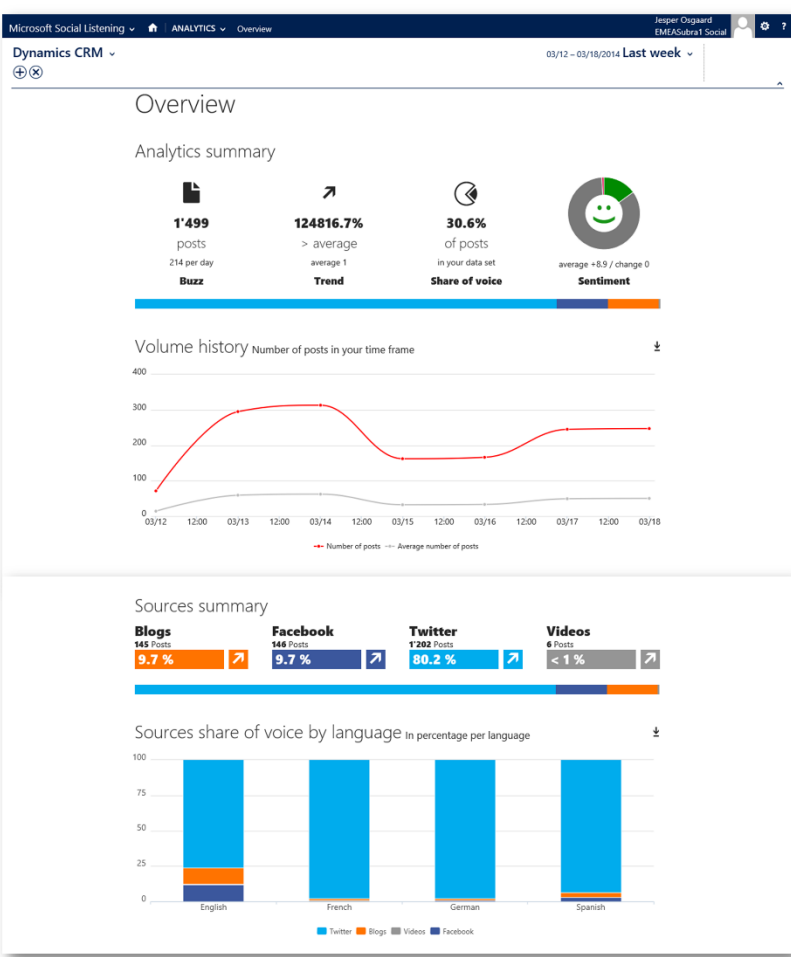 Microsoft Social Listening ANALYTICS Overview
Jesper Osgaard
EMEASubra1 Social
?
Dynamics CRM
03/12 – 03/18/2014 Last week
Overview
Analytics summary
1'499 124816.7% 30.6%
posts > average of posts
214 per day average 1 in your data set average +8.9 / change 0
Buzz Trend Share of voice Sentiment
Volume history Number of posts in your time frame
400
300
200
100
0
03/12 12:00 03/13 12:00 03/14 12:00 03/15 12:00 03/16 12:00 03/17 12:00 03/18
Number of posts Average number of posts
Sources summary
Blogs Facebook Twitter Videos
145 Posts 146 Posts 1'202 Posts 6 Posts
9.7 % 9.7 % 80.2 % < 1 %
Sources share of voice by language In percentage per language
100
75
50
25
0
English French German Spanish
Twitter Blogs Videos Facebook